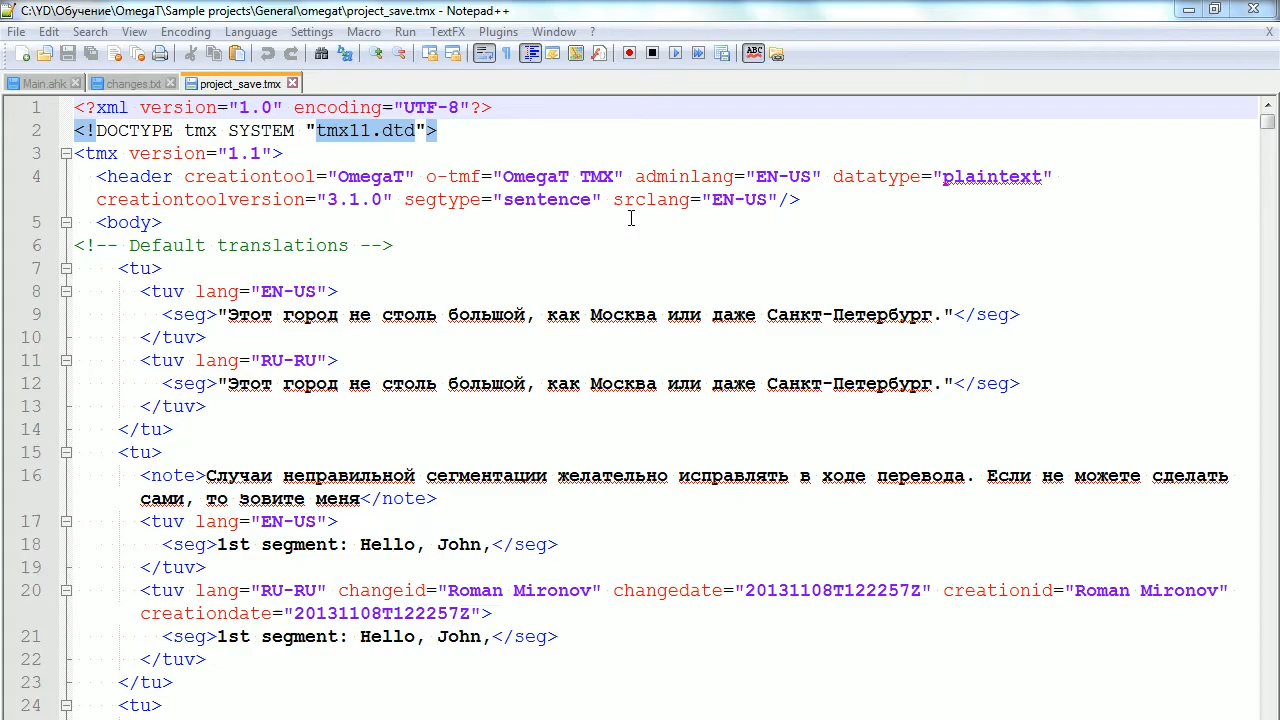 C:\YD\Обучение\OmegaT\Sample projects\General\omegat\project_save.tmx - Notepad++
File Edit Search View Encoding Language Settings Macro Run TextFX Plugins Window ? X
ABC
Main.ahk changes.txt project_save.tmx
1 <?xml version="1.0" encoding="UTF-8"?>
2 <!DOCTYPE tmx SYSTEM "tmx11.dtd">
3 <tmx version="1.1">
4 <header creationtool="OmegaT" o-tmf="OmegaT TMX" adminlang="EN-US" datatype="plaintext"
creationtoolversion="3.1.0" segtype="sentence" srclang="EN-US"/>
5 <body>
6 <!-- Default translations -->
7 <tu>
8 <tuv lang="EN-US">
9 <seg>"Этот город не столь большой, как Москва или даже Санкт-Петербург."</seg>
10 </tuv>
11 <tuv lang="RU-RU">
12 <seg>"Этот город не столь большой, как Москва или даже Санкт-Петербург."</seg>
13 </tuv>
14 </tu>
15 <tu>
16 <note>Случаи неправильной сегментации желательно исправлять в ходе перевода. Если не можете сделать
сами, то зовите меня</note>
17 <tuv lang="EN-US">
18 <seg>1st segment: Hello, John,</seg>
19 </tuv>
20 <tuv lang="RU-RU" changeid="Roman Mironov" changedate="20131108T122257Z" creationid="Roman Mironov"
creationdate="20131108T122257Z">
21 <seg>1st segment: Hello, John,</seg>
22 </tuv>
23 </tu>
24 <tu>